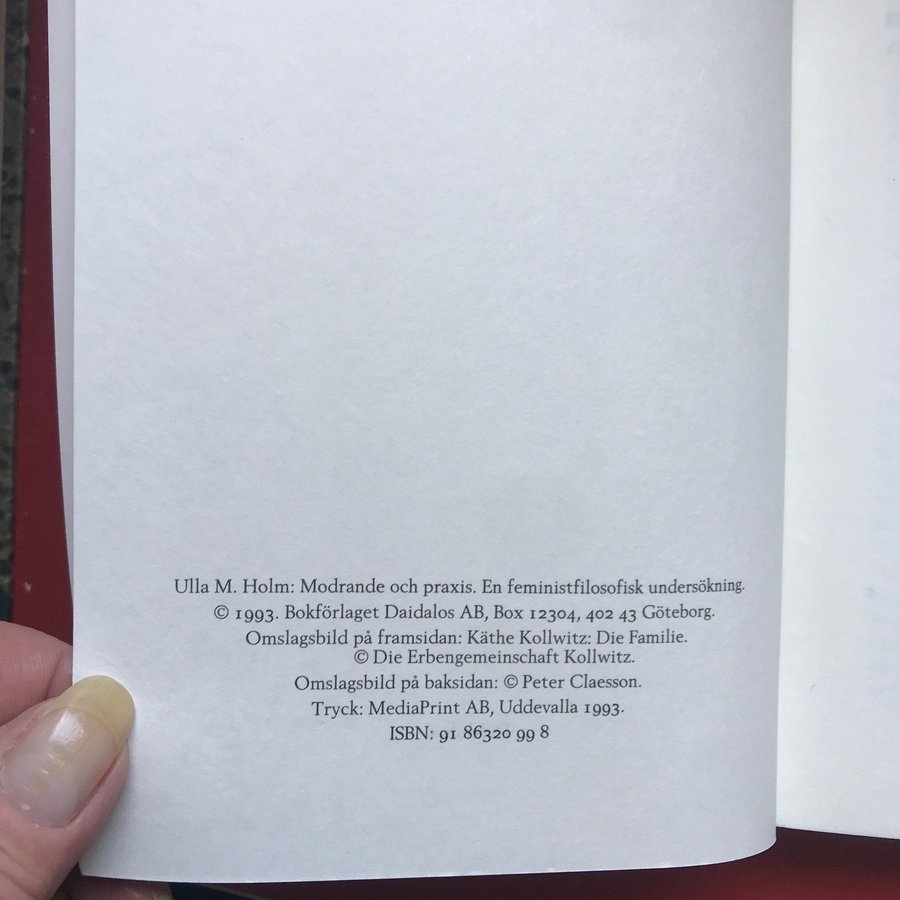 Ulla M. Holm: Modrande och praxis. En feministfilosofisk undersökning.
© 1993. Bokförlaget Daidalos AB, Box 12304, 402 43 Göteborg.
Omslagsbild på framsidan: Käthe Kollwitz: Die Familie.
© Die Erbengemeinschaft Kollwitz.
Omslagsbild på baksidan: © Peter Claesson.
Tryck: MediaPrint AB, Uddevalla 1993.
ISBN: 91 86320 99 8